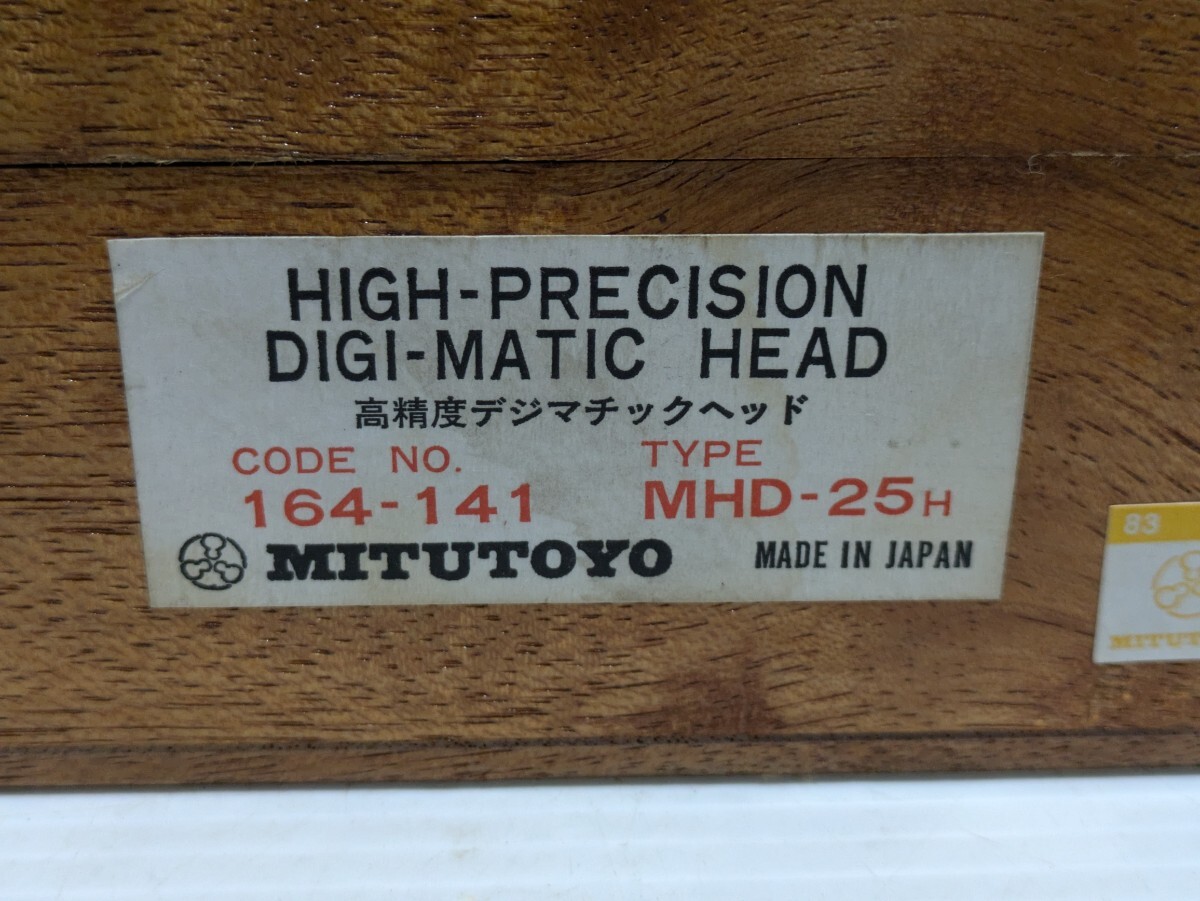 HIGH-PRECISION
DIGI-MATIC HEAD
高精度デジマチックヘッド
CODE NO. TYPE
164-141 MHD-25H
MITUTOYO MADE IN JAPAN
83